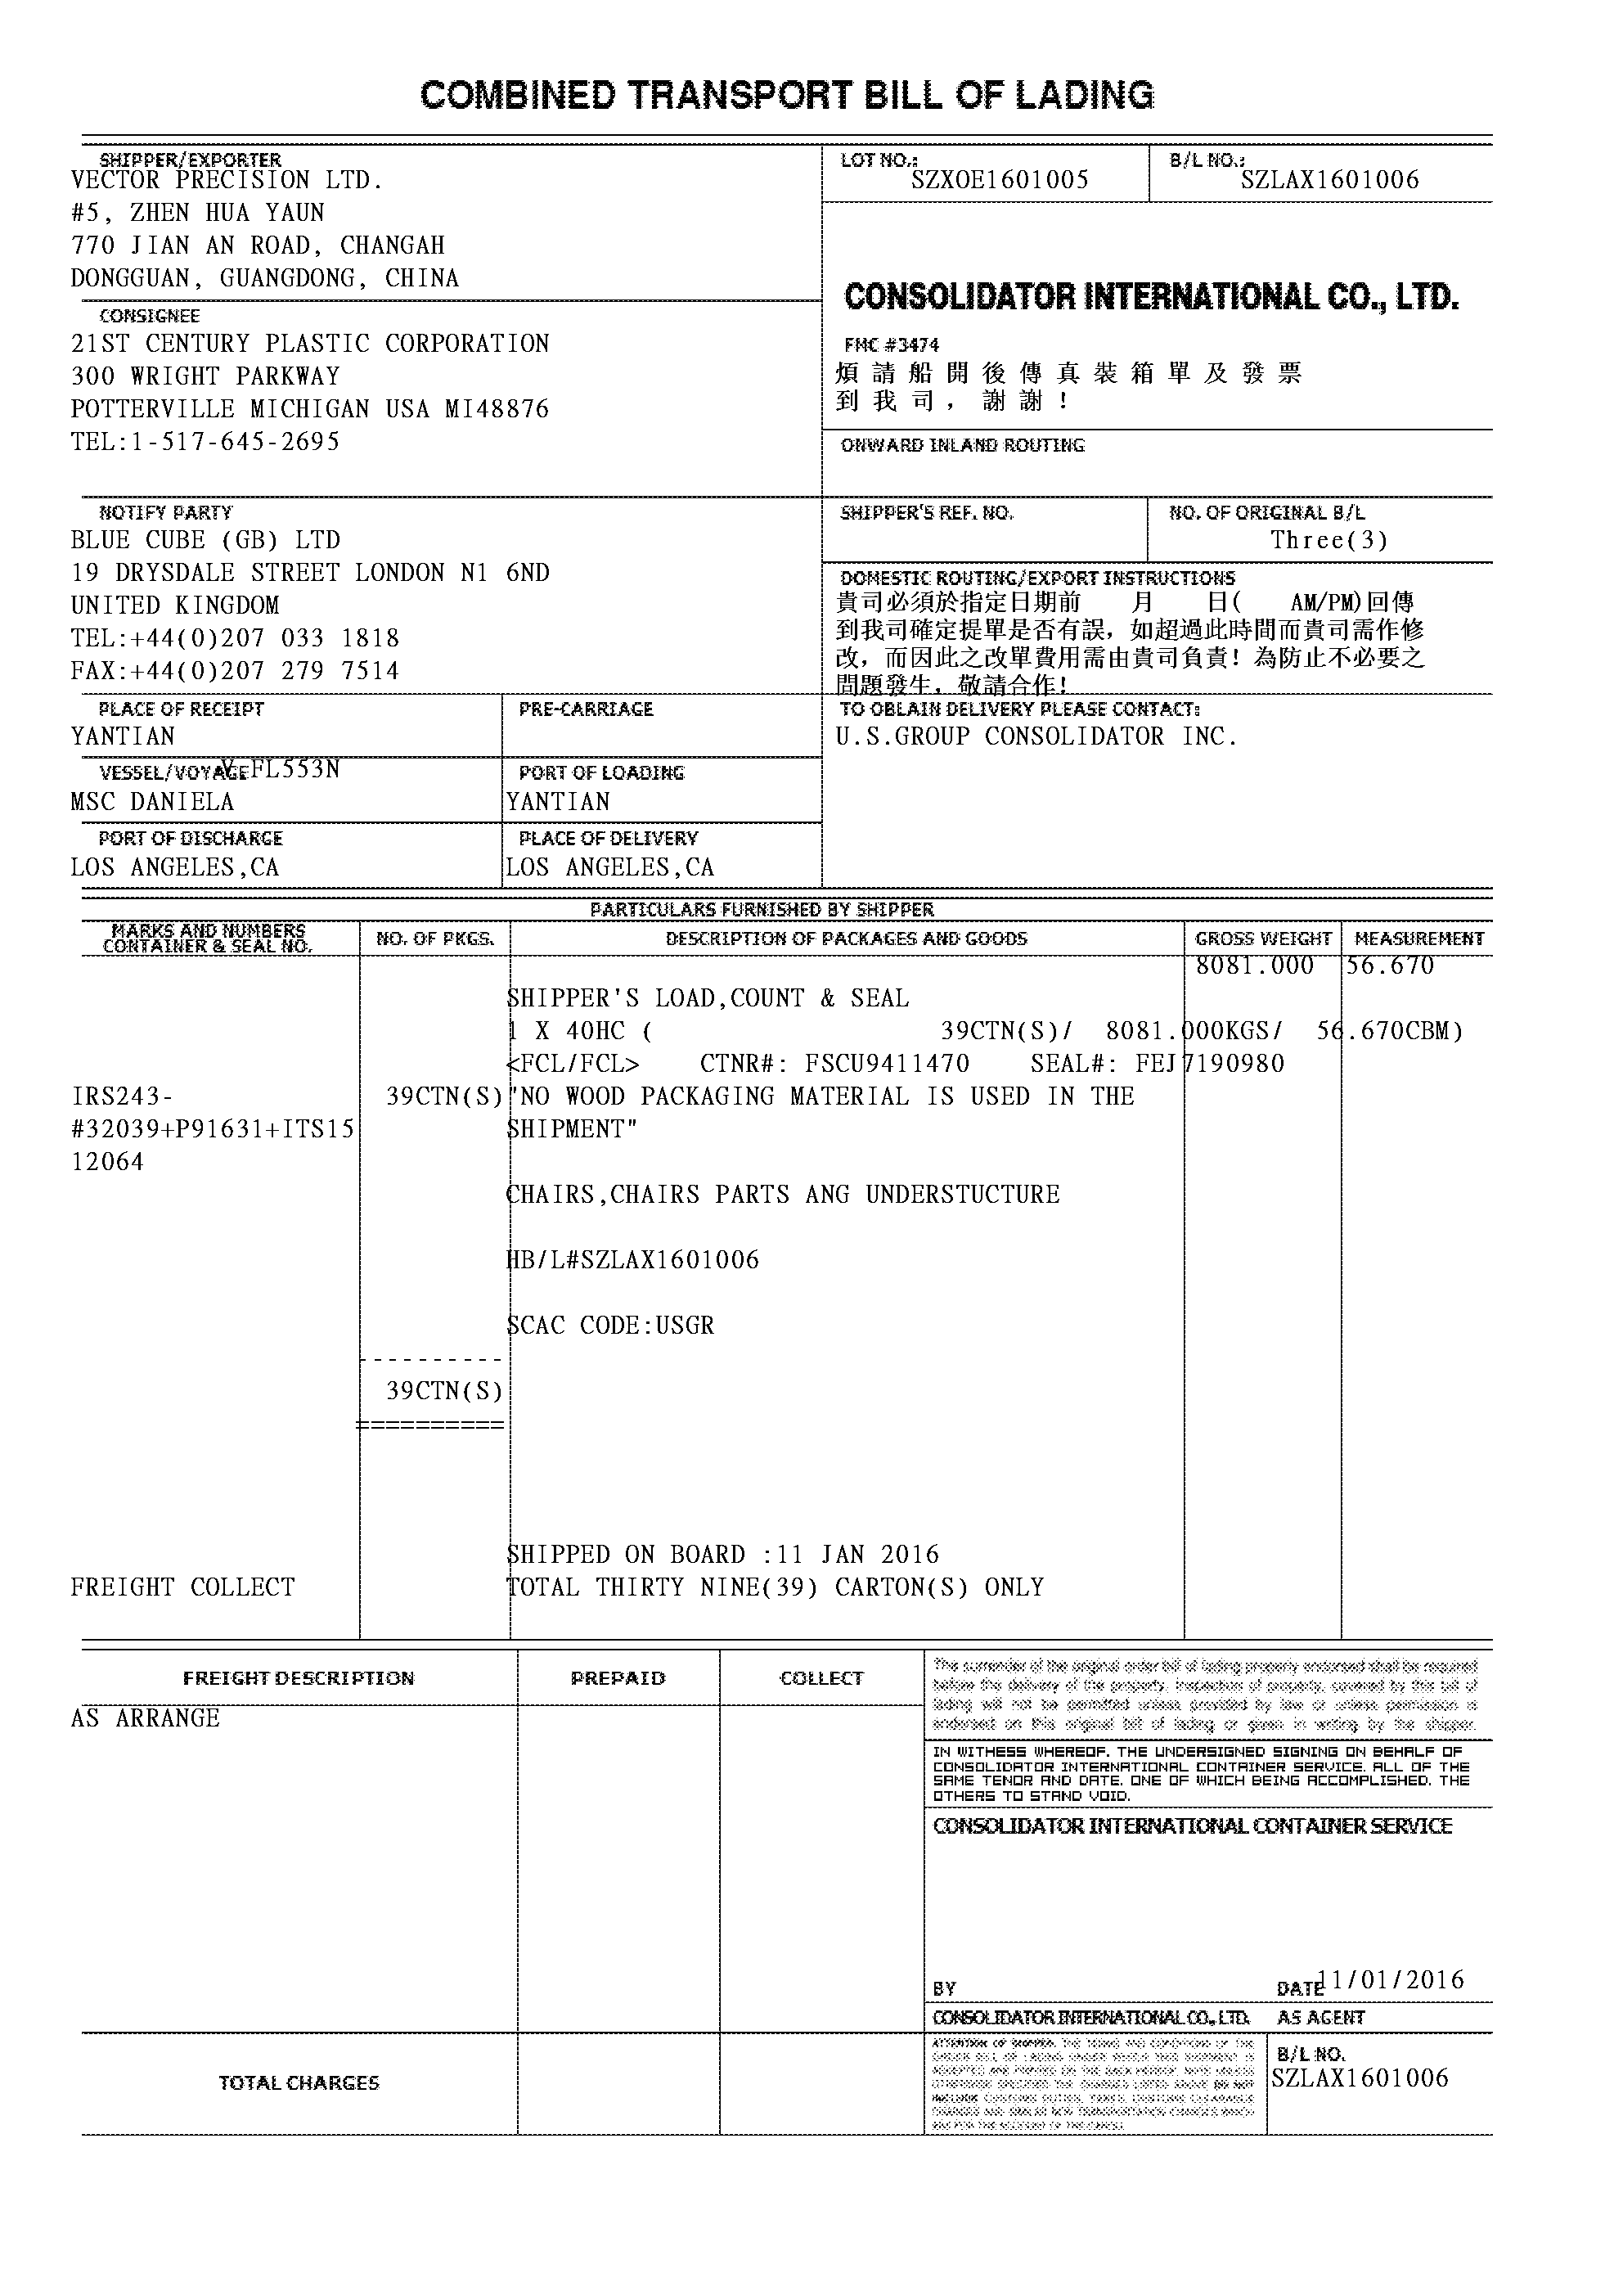 COMBINED TRANSPORT BILL OF LADING
SHIPPER/EXPORTER
VECTOR PRECISION LTD.
#5, ZHEN HUA YAUN
770 JIAN AN ROAD, CHANGAH
DONGGUAN, GUANGDONG, CHINA
LOT NO.:
SZXOE1601005
B/L NO.:
SZLAX1601006
CONSOLIDATOR INTERNATIONAL CO., LTD.
FMC #3474
煩請船開後傳真裝箱單及發票
到我司，謝謝！
CONSIGNEE
21ST CENTURY PLASTIC CORPORATION
300 WRIGHT PARKWAY
POTTERVILLE MICHIGAN USA MI48876
TEL:1-517-645-2695
ONWARD INLAND ROUTING
NOTIFY PARTY
BLUE CUBE (GB) LTD
19 DRYSDALE STREET LONDON N1 6ND
UNITED KINGDOM
TEL:+44(0)207 033 1818
FAX:+44(0)207 279 7514
SHIPPER'S REF. NO.
NO. OF ORIGINAL B/L
Three(3)
DOMESTIC ROUTING/EXPORT INSTRUCTIONS
貴司必須於指定日期前 月 日( AM/PM)回傳
到我司確定提單是否有誤，如超過此時間而貴司需作修
改，而因此之改單費用需由貴司負責！為防止不必要之
問題發生，敬請合作！
PLACE OF RECEIPT
YANTIAN
PRE-CARRIAGE
TO OBLAIN DELIVERY PLEASE CONTACT:
U.S.GROUP CONSOLIDATOR INC.
VESSEL/VOYAGE V.FL553N
MSC DANIELA
PORT OF LOADING
YANTIAN
PORT OF DISCHARGE
LOS ANGELES,CA
PLACE OF DELIVERY
LOS ANGELES,CA
PARTICULARS FURNISHED BY SHIPPER
MARKS AND NUMBERS
CONTAINER & SEAL NO.
NO. OF PKGS.
DESCRIPTION OF PACKAGES AND GOODS
GROSS WEIGHT
MEASUREMENT
8081.000 56.670
SHIPPER'S LOAD,COUNT & SEAL
1 X 40HC ( 39CTN(S)/ 8081.000KGS/ 56.670CBM)
<FCL/FCL> CTNR#: FSCU9411470 SEAL#: FEJ7190980
IRS243- 39CTN(S) "NO WOOD PACKAGING MATERIAL IS USED IN THE
#32039+P91631+ITS15 SHIPMENT"
12064
CHAIRS,CHAIRS PARTS ANG UNDERSTUCTURE
HB/L#SZLAX1601006
SCAC CODE:USGR
----------
39CTN(S)
==========
SHIPPED ON BOARD :11 JAN 2016
FREIGHT COLLECT TOTAL THIRTY NINE(39) CARTON(S) ONLY
FREIGHT DESCRIPTION
PREPAID
COLLECT
AS ARRANGE
The surrender of the original order bill of lading properly endorsed shall be required
before the delivery of the property. Inspection of property, covered by this bill of
lading will not be permitted unless provided by law or unless permission is
endorsed on this original bill of lading or given in writing by the shipper.
IN WITHESS WHEREOF, THE UNDERSIGNED SIGNING ON BEHALF OF
CONSOLIDATOR INTERNATIONAL CONTAINER SERVICE. ALL OF THE
SAME TENOR AND DATE. ONE OF WHICH BEING ACCOMPLISHED. THE
OTHERS TO STAND VOID.
CONSOLIDATOR INTERNATIONAL CONTAINER SERVICE
BY
DATE 11/01/2016
CONSOLIDATOR INTERNATIONAL CO., LTD. AS AGENT
TOTAL CHARGES
B/L NO.
SZLAX1601006